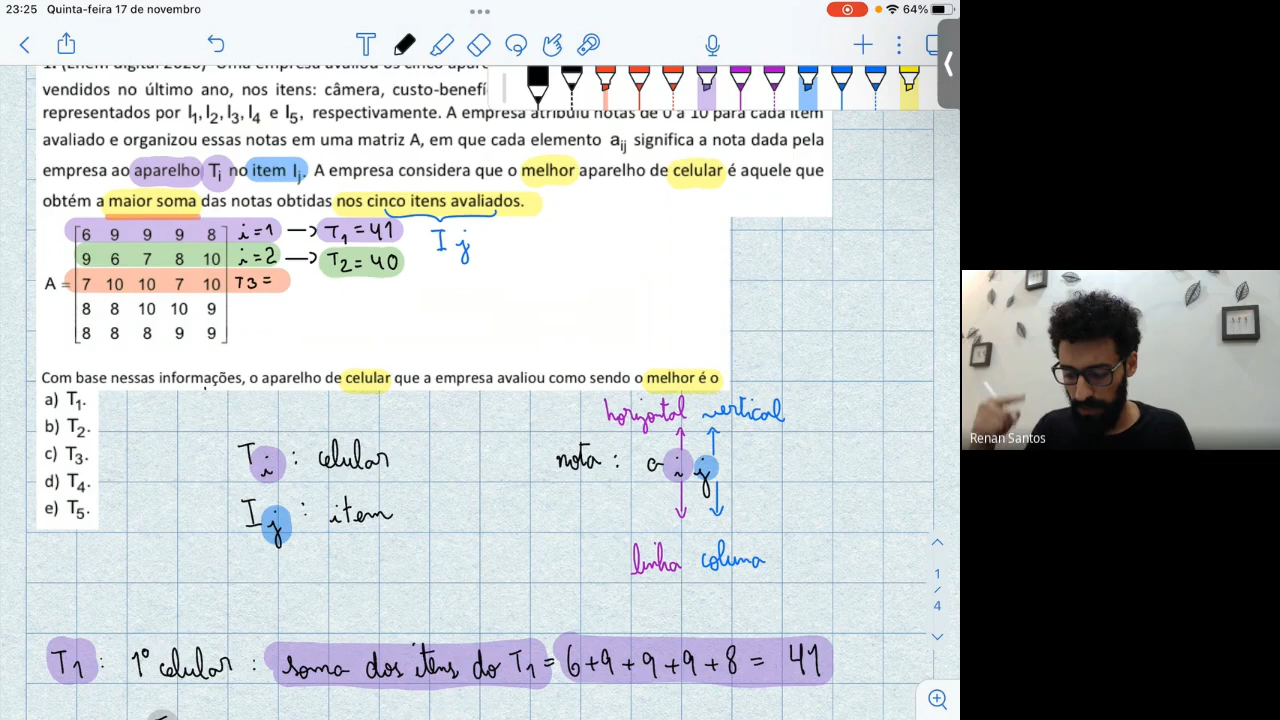 23:25 Quinta-feira 17 de novembro
64%
vendidos no último ano, nos itens: câmera, custo-benefí
representados por I1, I2, I3, I4 e I5, respectivamente. A empresa atribuiu notas de 0 a 10 para cada item
avaliado e organizou essas notas em uma matriz A, em que cada elemento aij significa a nota dada pela
empresa ao aparelho Ti no item Ij. A empresa considera que o melhor aparelho de celular é aquele que
obtém a maior soma das notas obtidas nos cinco itens avaliados.
6 9 9 9 8 i=1 → T1 = 41 Ij
9 6 7 8 10 i=2 → T2 = 40
A = 7 10 10 7 10 T3 =
8 8 10 10 9
8 8 8 9 9
Com base nessas informações, o aparelho de celular que a empresa avaliou como sendo o melhor é o
a) T1.
b) T2.
c) T3.
d) T4.
e) T5.
horizontal vertical
Ti : celular
nota : aij
Ij : item
linha coluna
T1 : 1º celular : soma dos itens do T1 = 6+9+9+9+8 = 41
1
/
4
Renan Santos